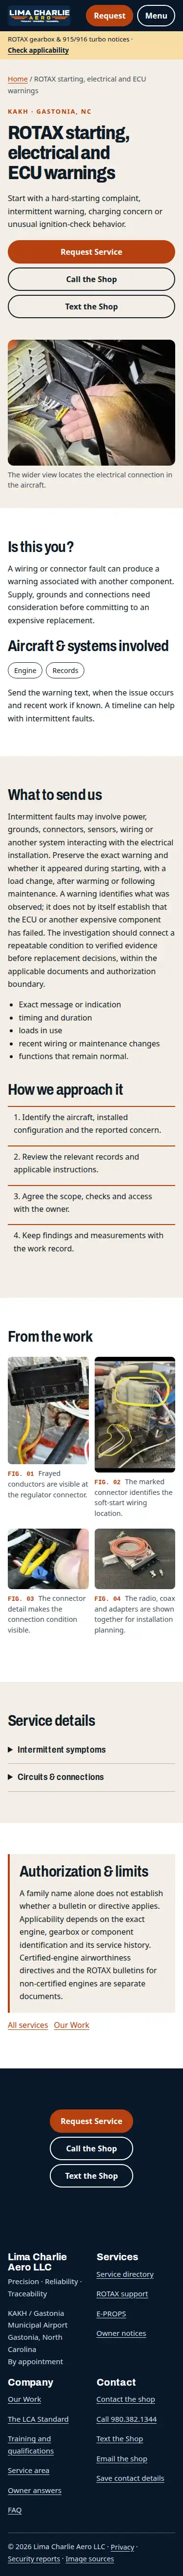 LIMA CHARLIE
Request
Menu
ROTAX gearbox & 915/916 turbo notices ·
Check applicability
Home / ROTAX starting, electrical and ECU
warnings
KAKH · GASTONIA, NC
ROTAX starting,
electrical and
ECU warnings
Start with a hard-starting complaint,
intermittent warning, charging concern or
unusual ignition-check behavior.
Request Service
Call the Shop
Text the Shop
The wider view locates the electrical connection in
the aircraft.
Is this you?
A wiring or connector fault can produce a
warning associated with another component.
Supply, grounds and connections need
consideration before committing to an
expensive replacement.
Aircraft & systems involved
Engine
Records
Send the warning text, when the issue occurs
and recent work if known. A timeline can help
with intermittent faults.
What to send us
Intermittent faults may involve power,
grounds, connectors, sensors, wiring or
another system interacting with the electrical
installation. Preserve the exact warning and
whether it appeared during starting, with a
load change, after warming or following
maintenance. A warning identifies what was
observed; it does not by itself establish that
the ECU or another expensive component
has failed. The investigation should connect a
repeatable condition to verified evidence
before replacement decisions, within the
applicable documents and authorization
boundary.
• Exact message or indication
• timing and duration
• loads in use
• recent wiring or maintenance changes
• functions that remain normal.
How we approach it
1. Identify the aircraft, installed
configuration and the reported concern.
2. Review the relevant records and
applicable instructions.
3. Agree the scope, checks and access
with the owner.
4. Keep findings and measurements with
the work record.
From the work
FIG. 01 Frayed
conductors are visible at
the regulator connector.
FIG. 02 The marked
connector identifies the
soft-start wiring
location.
FIG. 03 The connector
detail makes the
connection condition
visible.
FIG. 04 The radio, coax
and adapters are shown
together for installation
planning.
Service details
Intermittent symptoms
Circuits & connections
Authorization & limits
A family name alone does not establish
whether a bulletin or directive applies.
Applicability depends on the exact
engine, gearbox or component
identification and its service history.
Certified-engine airworthiness
directives and the ROTAX bulletins for
non-certified engines are separate
documents.
All services Our Work
Request Service
Call the Shop
Text the Shop
Lima Charlie
Aero LLC
Precision · Reliability ·
Traceability
KAKH / Gastonia
Municipal Airport
Gastonia, North
Carolina
By appointment
Services
Service directory
ROTAX support
E-PROPS
Owner notices
Company
Our Work
The LCA Standard
Training and
qualifications
Service area
Owner answers
FAQ
Contact
Contact the shop
Call 980.382.1344
Text the Shop
Email the shop
Save contact details
© 2026 Lima Charlie Aero LLC · Privacy ·
Security reports · Image sources